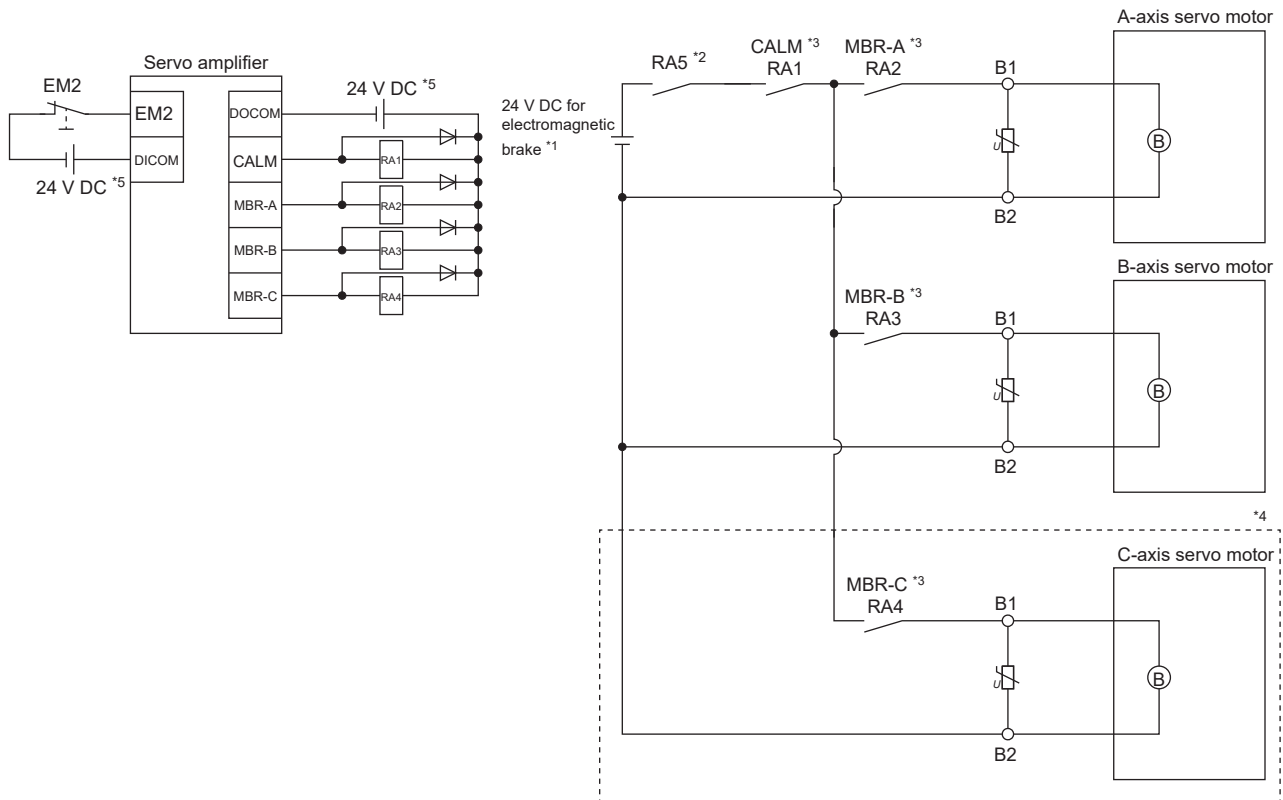 Servo amplifier
EM2
EM2
DICOM
24 V DC *5
DOCOM
CALM
MBR-A
MBR-B
MBR-C
24 V DC *5
RA1
RA2
RA3
RA4
24 V DC for
electromagnetic
brake *1
RA5 *2
CALM *3
RA1
MBR-A *3
RA2
B1
U
B2
A-axis servo motor
B
MBR-B *3
RA3
B1
U
B2
B-axis servo motor
B
*4
MBR-C *3
RA4
B1
U
B2
C-axis servo motor
B